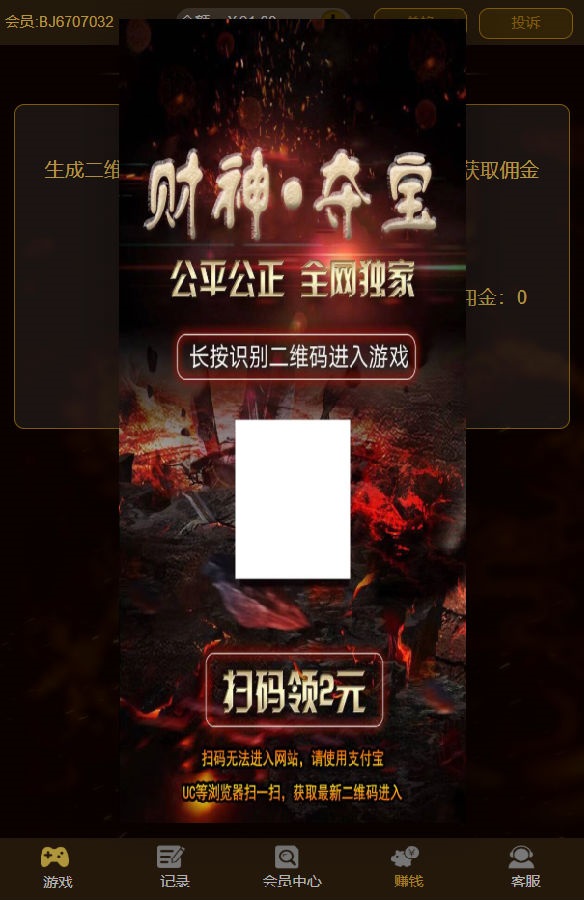 会员:BJ6707032
投诉
生成二维
获取佣金
佣金：0
财神·夺宝
公平公正 全网独家
长按识别二维码进入游戏
扫码领2元
扫码无法进入网站，请使用支付宝
UC等浏览器扫一扫，获取最新二维码进入
游戏
记录
会员中心
赚钱
客服